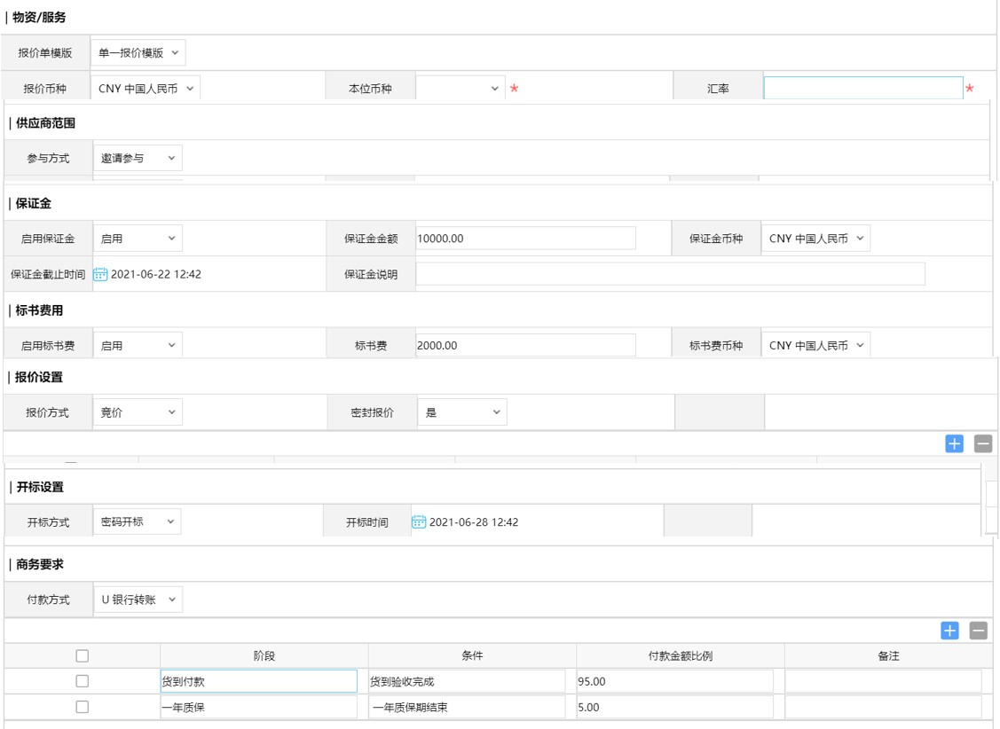 物资/服务
报价单模版 单一报价模版
报价币种 CNY 中国人民币 本位币种 * 汇率 *
供应商范围
参与方式 邀请参与
保证金
启用保证金 启用 保证金金额 10000.00 保证金币种 CNY 中国人民币
保证金截止时间 2021-06-22 12:42 保证金说明
标书费用
启用标书费 启用 标书费 2000.00 标书费币种 CNY 中国人民币
报价设置
报价方式 竞价 密封报价 是
开标设置
开标方式 密码开标 开标时间 2021-06-28 12:42
商务要求
付款方式 U 银行转账
阶段 条件 付款金额比例 备注
货到付款 货到验收完成 95.00
一年质保 一年质保期结束 5.00